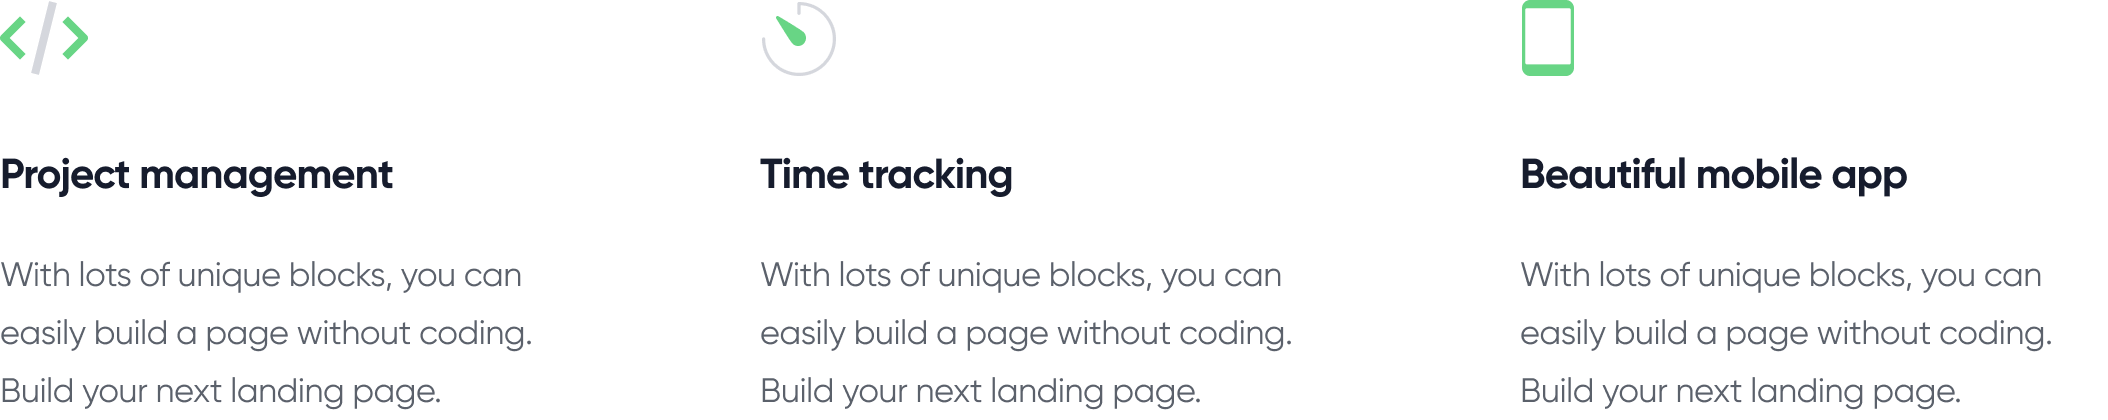 Project management
With lots of unique blocks, you can
easily build a page without coding.
Build your next landing page.
Time tracking
With lots of unique blocks, you can
easily build a page without coding.
Build your next landing page.
Beautiful mobile app
With lots of unique blocks, you can
easily build a page without coding.
Build your next landing page.